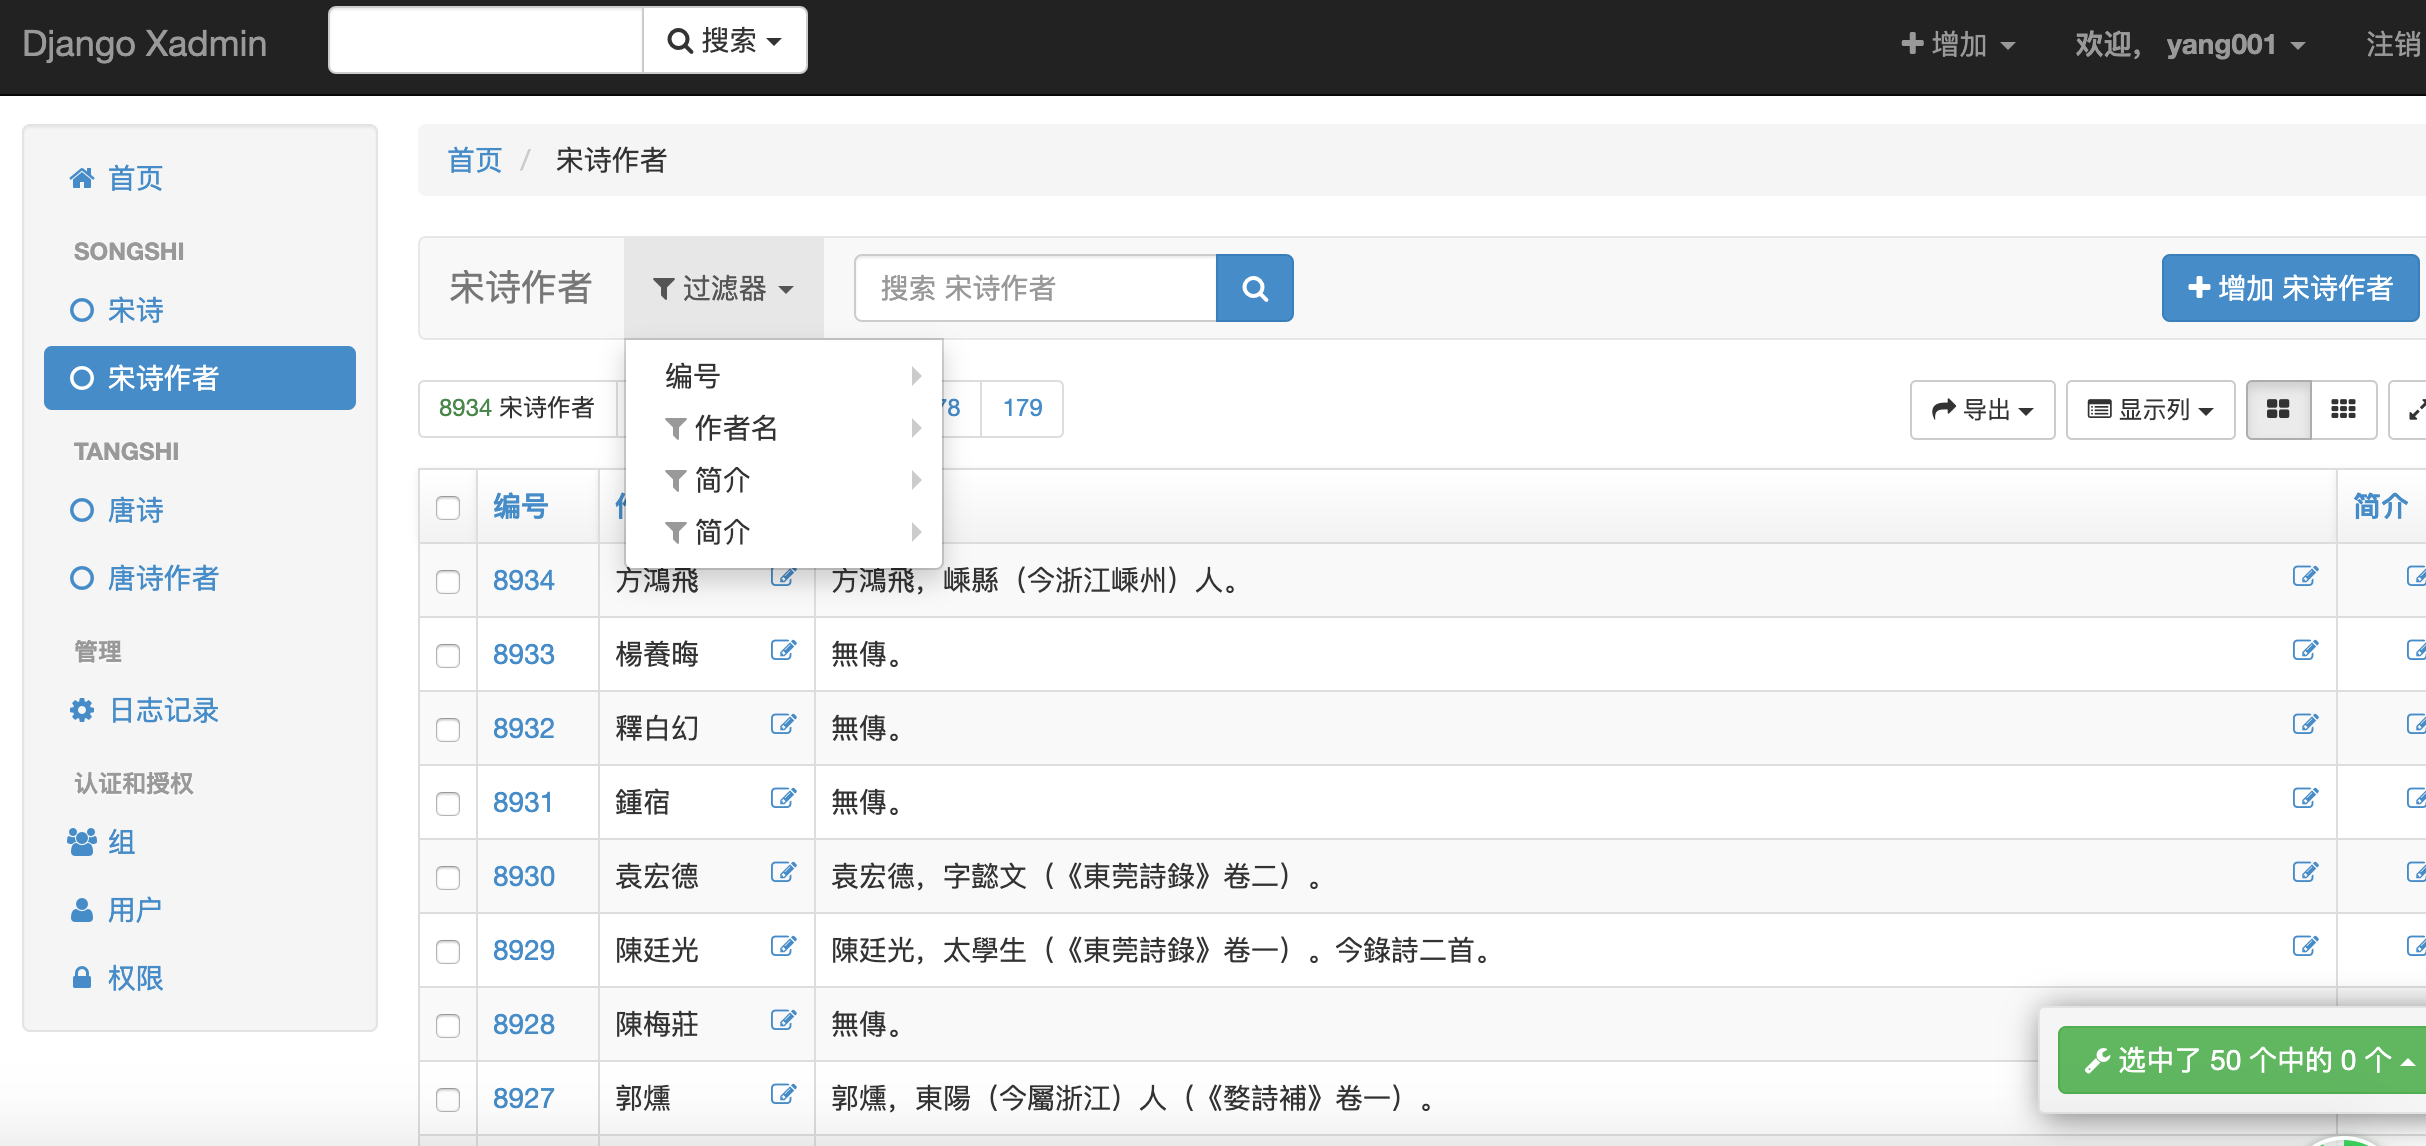 Django Xadmin
搜索
增加
欢迎， yang001
注销
首页
SONGSHI
宋诗
宋诗作者
TANGSHI
唐诗
唐诗作者
管理
日志记录
认证和授权
组
用户
权限
首页 / 宋诗作者
宋诗作者
过滤器
搜索 宋诗作者
增加 宋诗作者
编号
作者名
简介
简介
8934 宋诗作者
78
179
导出
显示列
编号
简介
8934 方鴻飛 方鴻飛，嵊縣（今浙江嵊州）人。
8933 楊養晦 無傳。
8932 釋白幻 無傳。
8931 鍾宿 無傳。
8930 袁宏德 袁宏德，字懿文（《東莞詩錄》卷二）。
8929 陳廷光 陳廷光，太學生（《東莞詩錄》卷一）。今錄詩二首。
8928 陳梅莊 無傳。
8927 郭燻 郭燻，東陽（今屬浙江）人（《婺詩補》卷一）。
选中了 50 个中的 0 个